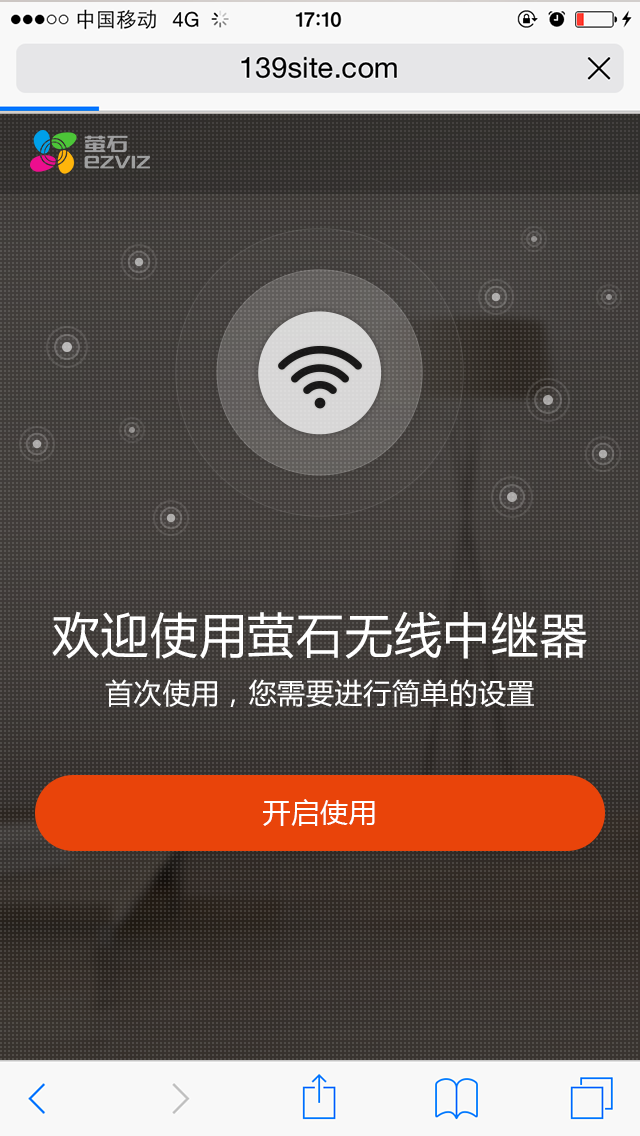 中国移动 4G 17:10
139site.com
萤石
ezviz
欢迎使用萤石无线中继器
首次使用，您需要进行简单的设置
开启使用